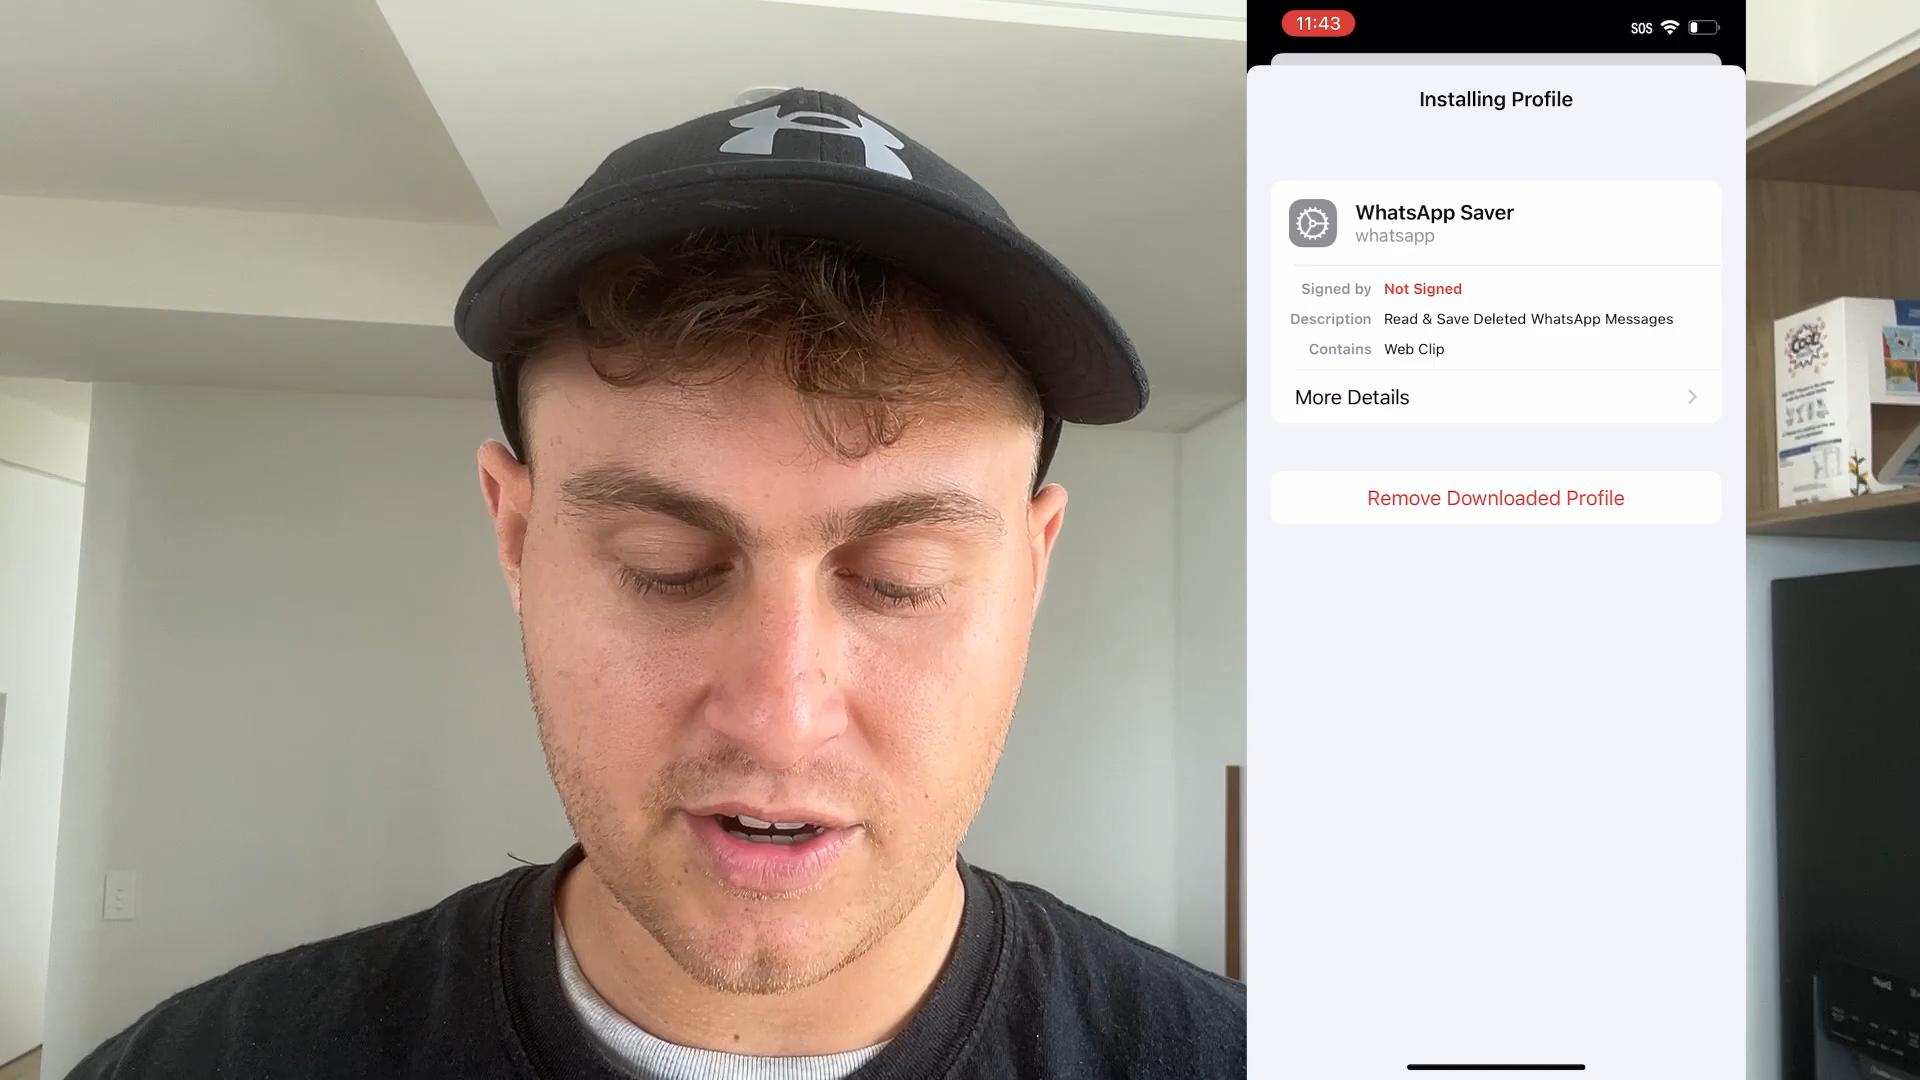 11:43
SOS
Installing Profile
WhatsApp Saver
whatsapp
Signed by Not Signed
Description Read & Save Deleted WhatsApp Messages
Contains Web Clip
More Details
Remove Downloaded Profile
COOL